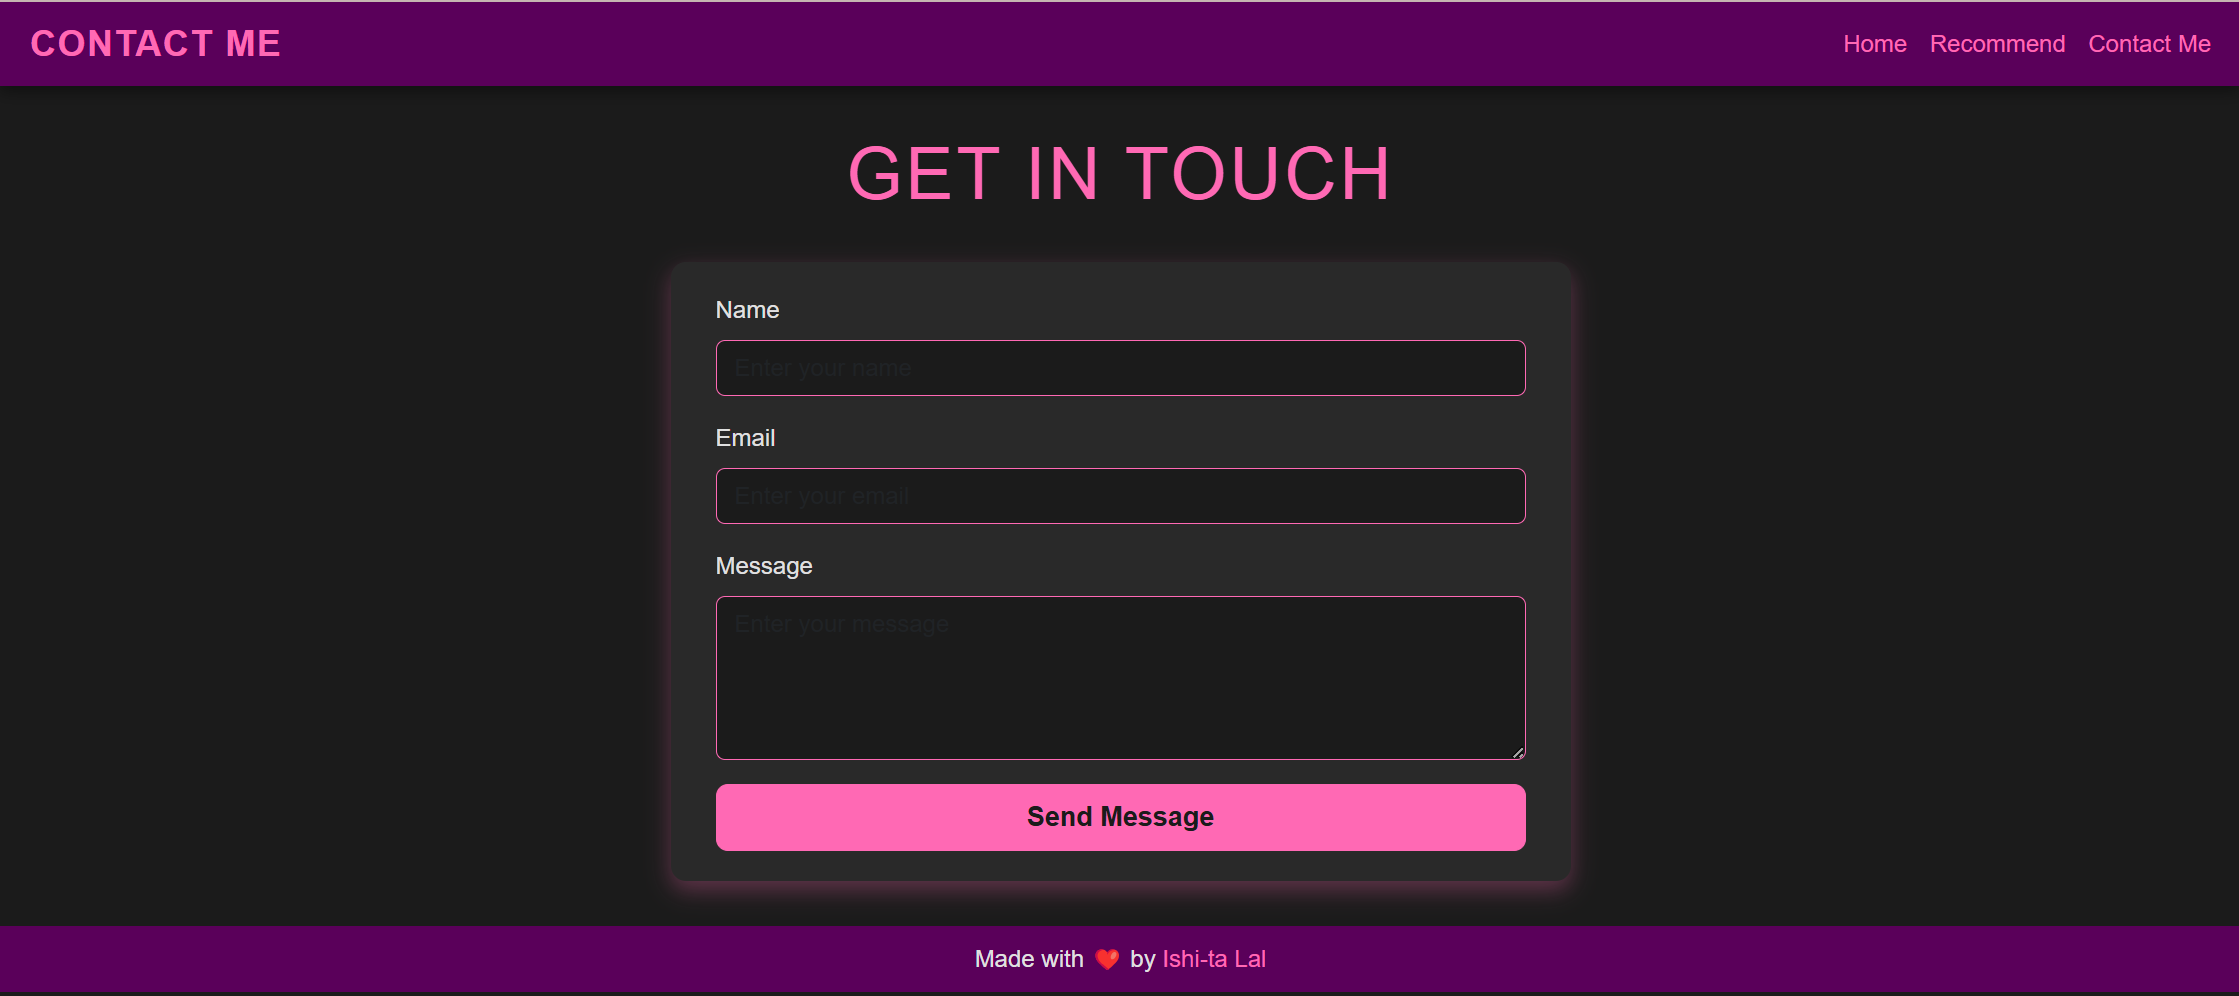 CONTACT ME
Home Recommend Contact Me
GET IN TOUCH
Name
Enter your name
Email
Enter your email
Message
Enter your message
Send Message
Made with ❤️ by Ishi-ta Lal